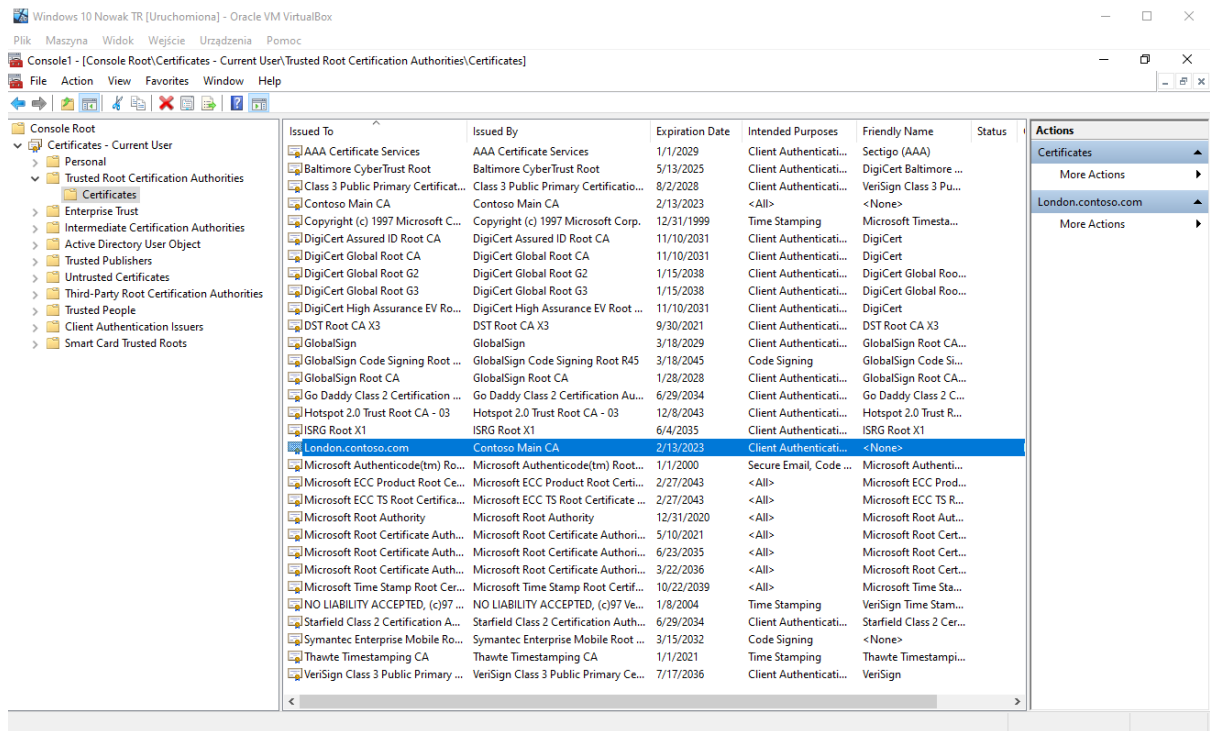 Windows 10 Nowak TR [Uruchomiona] - Oracle VM VirtualBox
Plik Maszyna Widok Wejście Urządzenia Pomoc
Console1 - [Console Root\Certificates - Current User\Trusted Root Certification Authorities\Certificates]
File Action View Favorites Window Help
Console Root
Certificates - Current User
Personal
Trusted Root Certification Authorities
Certificates
Enterprise Trust
Intermediate Certification Authorities
Active Directory User Object
Trusted Publishers
Untrusted Certificates
Third-Party Root Certification Authorities
Trusted People
Client Authentication Issuers
Smart Card Trusted Roots
Issued To Issued By Expiration Date Intended Purposes Friendly Name Status
AAA Certificate Services AAA Certificate Services 1/1/2029 Client Authenticati... Sectigo (AAA)
Baltimore CyberTrust Root Baltimore CyberTrust Root 5/13/2025 Client Authenticati... DigiCert Baltimore ...
Class 3 Public Primary Certificat... Class 3 Public Primary Certificatio... 8/2/2028 Client Authenticati... VeriSign Class 3 Pu...
Contoso Main CA Contoso Main CA 2/13/2023 <All> <None>
Copyright (c) 1997 Microsoft C... Copyright (c) 1997 Microsoft Corp. 12/31/1999 Time Stamping Microsoft Timesta...
DigiCert Assured ID Root CA DigiCert Assured ID Root CA 11/10/2031 Client Authenticati... DigiCert
DigiCert Global Root CA DigiCert Global Root CA 11/10/2031 Client Authenticati... DigiCert
DigiCert Global Root G2 DigiCert Global Root G2 1/15/2038 Client Authenticati... DigiCert Global Roo...
DigiCert Global Root G3 DigiCert Global Root G3 1/15/2038 Client Authenticati... DigiCert Global Roo...
DigiCert High Assurance EV Ro... DigiCert High Assurance EV Root ... 11/10/2031 Client Authenticati... DigiCert
DST Root CA X3 DST Root CA X3 9/30/2021 Client Authenticati... DST Root CA X3
GlobalSign GlobalSign 3/18/2029 Client Authenticati... GlobalSign Root CA...
GlobalSign Code Signing Root ... GlobalSign Code Signing Root R45 3/18/2045 Code Signing GlobalSign Code Si...
GlobalSign Root CA GlobalSign Root CA 1/28/2028 Client Authenticati... GlobalSign Root CA...
Go Daddy Class 2 Certification ... Go Daddy Class 2 Certification Au... 6/29/2034 Client Authenticati... Go Daddy Class 2 C...
Hotspot 2.0 Trust Root CA - 03 Hotspot 2.0 Trust Root CA - 03 12/8/2043 Client Authenticati... Hotspot 2.0 Trust R...
ISRG Root X1 ISRG Root X1 6/4/2035 Client Authenticati... ISRG Root X1
London.contoso.com Contoso Main CA 2/13/2023 Client Authenticati... <None>
Microsoft Authenticode(tm) Ro... Microsoft Authenticode(tm) Root... 1/1/2000 Secure Email, Code ... Microsoft Authenti...
Microsoft ECC Product Root Ce... Microsoft ECC Product Root Certi... 2/27/2043 <All> Microsoft ECC Prod...
Microsoft ECC TS Root Certifica... Microsoft ECC TS Root Certificate ... 2/27/2043 <All> Microsoft ECC TS R...
Microsoft Root Authority Microsoft Root Authority 12/31/2020 <All> Microsoft Root Aut...
Microsoft Root Certificate Auth... Microsoft Root Certificate Authori... 5/10/2021 <All> Microsoft Root Cert...
Microsoft Root Certificate Auth... Microsoft Root Certificate Authori... 6/23/2035 <All> Microsoft Root Cert...
Microsoft Root Certificate Auth... Microsoft Root Certificate Authori... 3/22/2036 <All> Microsoft Root Cert...
Microsoft Time Stamp Root Cer... Microsoft Time Stamp Root Certif... 10/22/2039 <All> Microsoft Time Sta...
NO LIABILITY ACCEPTED, (c)97 ... NO LIABILITY ACCEPTED, (c)97 Ve... 1/8/2004 Time Stamping VeriSign Time Stam...
Starfield Class 2 Certification A... Starfield Class 2 Certification Auth... 6/29/2034 Client Authenticati... Starfield Class 2 Cer...
Symantec Enterprise Mobile Ro... Symantec Enterprise Mobile Root ... 3/15/2032 Code Signing <None>
Thawte Timestamping CA Thawte Timestamping CA 1/1/2021 Time Stamping Thawte Timestampi...
VeriSign Class 3 Public Primary ... VeriSign Class 3 Public Primary Ce... 7/17/2036 Client Authenticati... VeriSign
Actions
Certificates
More Actions
London.contoso.com
More Actions